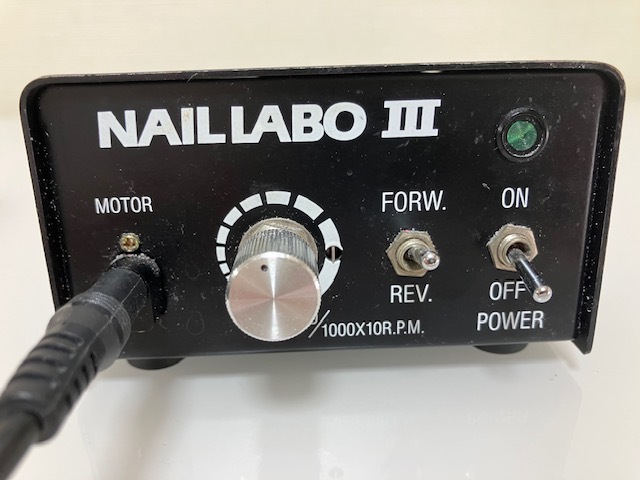 NAIL LABO III
MOTOR
FORW.
ON
REV.
OFF
/1000X10R.P.M.
POWER